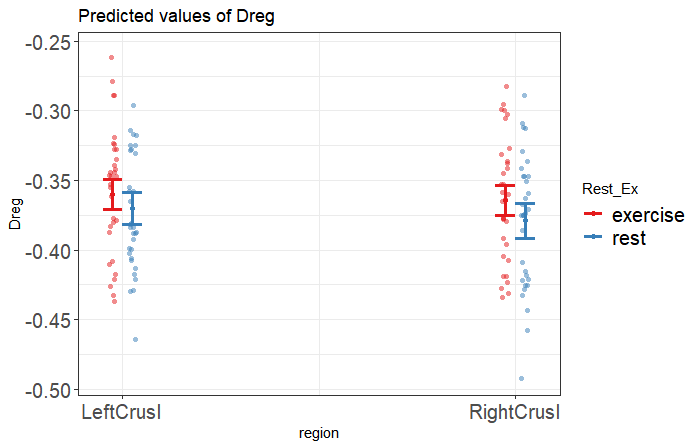 Predicted values of Dreg
-0.25
-0.30
-0.35
-0.40
-0.45
-0.50
Dreg
LeftCrusI
RightCrusI
region
Rest_Ex
exercise
rest